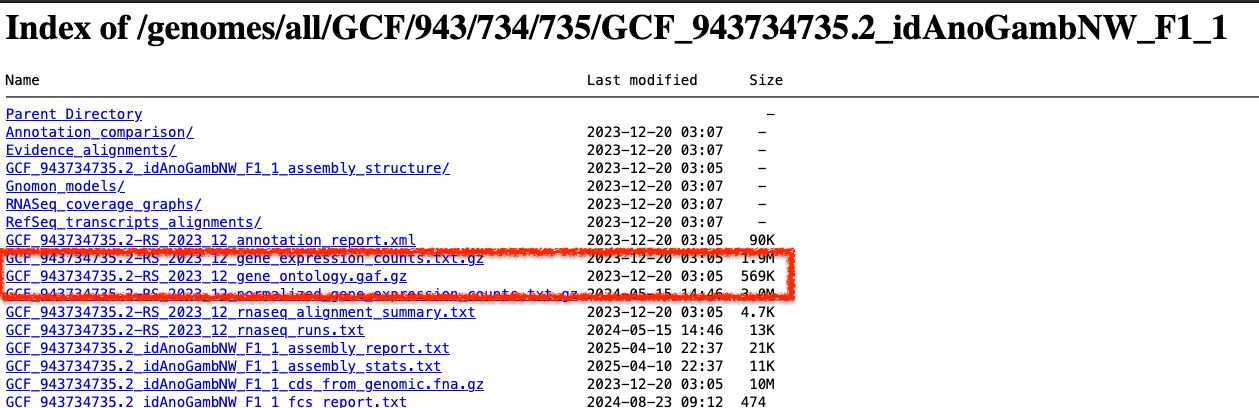 Index of /genomes/all/GCF/943/734/735/GCF_943734735.2_idAnoGambNW_F1_1
Name Last modified Size
Parent Directory -
Annotation_comparison/ 2023-12-20 03:07 -
Evidence_alignments/ 2023-12-20 03:07 -
GCF_943734735.2_idAnoGambNW_F1_1_assembly_structure/ 2023-12-20 03:05 -
Gnomon_models/ 2023-12-20 03:07 -
RNASeq_coverage_graphs/ 2023-12-20 03:07 -
RefSeq_transcripts_alignments/ 2023-12-20 03:07 -
GCF_943734735.2-RS_2023_12_annotation_report.xml 2023-12-20 03:05 90K
GCF_943734735.2-RS_2023_12_gene_expression_counts.txt.gz 2023-12-20 03:05 1.9M
GCF_943734735.2-RS_2023_12_gene_ontology.gaf.gz 2023-12-20 03:05 569K
GCF_943734735.2-RS_2023_12_normalized_gene_expression_counts.txt.gz 2024-05-15 14:46 3.0M
GCF_943734735.2-RS_2023_12_rnaseq_alignment_summary.txt 2023-12-20 03:05 4.7K
GCF_943734735.2-RS_2023_12_rnaseq_runs.txt 2024-05-15 14:46 13K
GCF_943734735.2_idAnoGambNW_F1_1_assembly_report.txt 2025-04-10 22:37 21K
GCF_943734735.2_idAnoGambNW_F1_1_assembly_stats.txt 2025-04-10 22:37 11K
GCF_943734735.2_idAnoGambNW_F1_1_cds_from_genomic.fna.gz 2023-12-20 03:05 10M
GCF_943734735.2_idAnoGambNW_F1_1_fcs_report.txt 2024-08-23 09:12 474